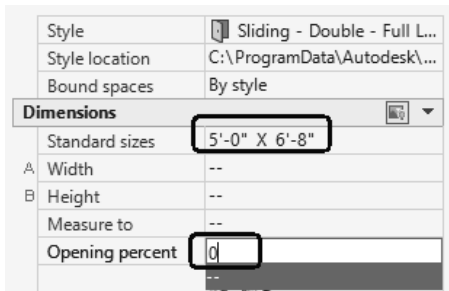 Style Sliding - Double - Full L...
Style location C:\ProgramData\Autodesk\...
Bound spaces By style
Dimensions
Standard sizes 5'-0" X 6'-8"
A Width --
B Height --
Measure to --
Opening percent 0
--